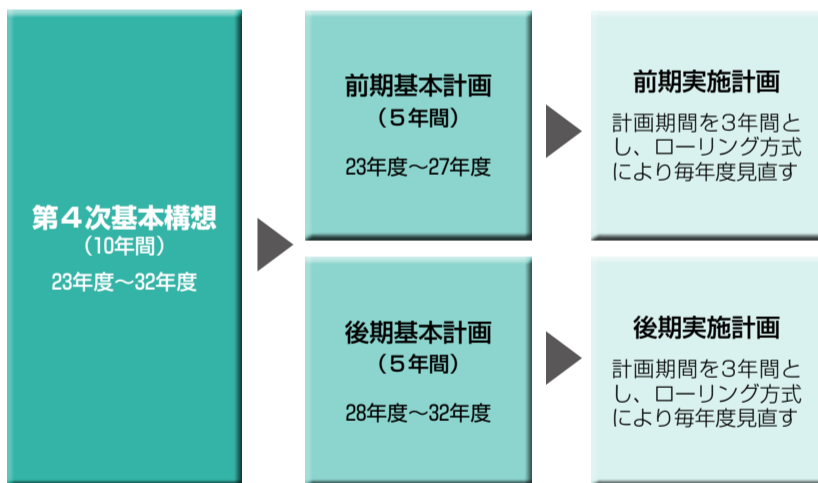 第４次基本構想
（10年間）
23年度〜32年度
前期基本計画
（５年間）
23年度〜27年度
前期実施計画
計画期間を3年間と
し、ローリング方式
により毎年度見直す
後期基本計画
（５年間）
28年度〜32年度
後期実施計画
計画期間を3年間と
し、ローリング方式
により毎年度見直す